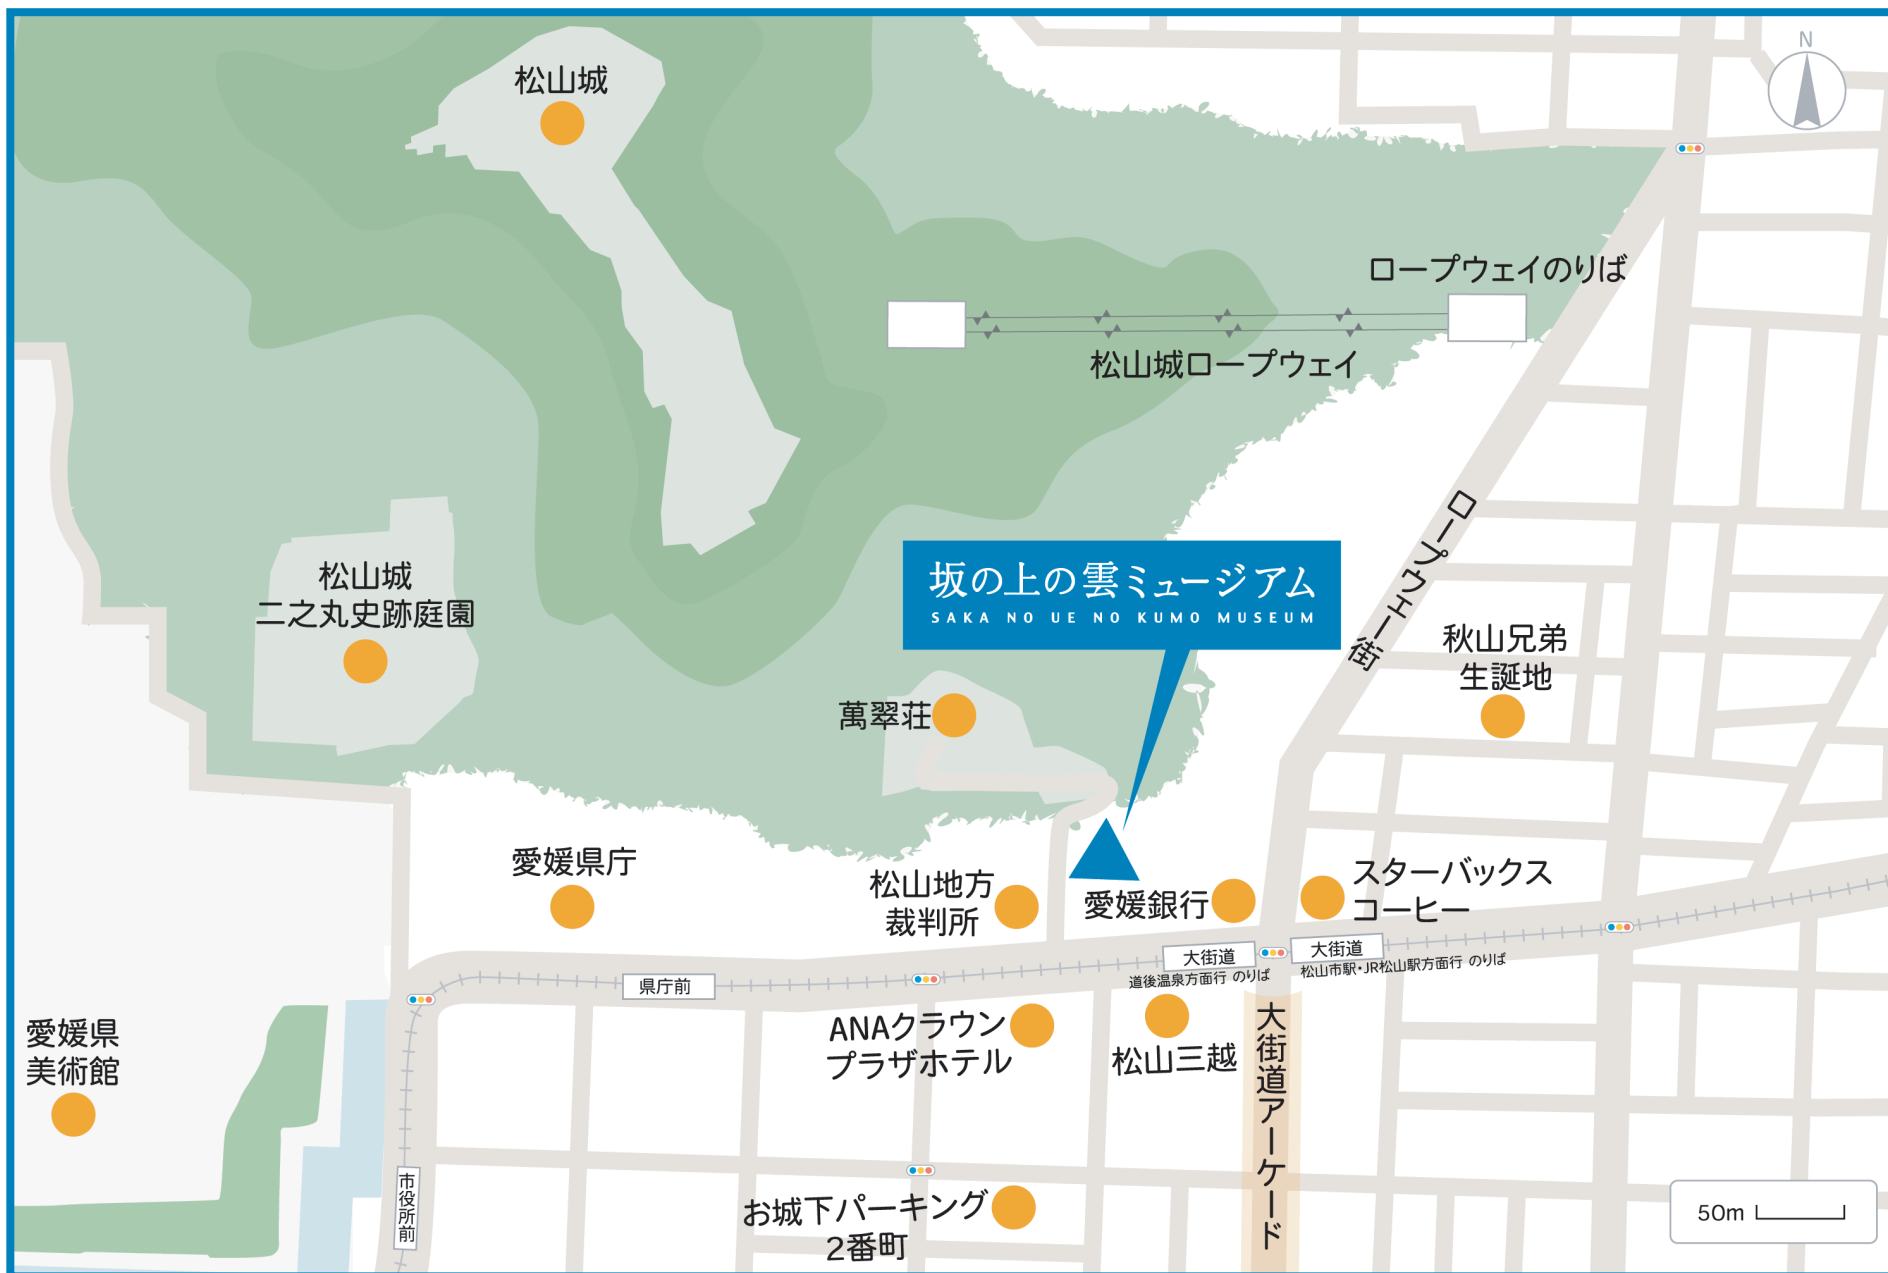 N
松山城
ロープウェイのりば
松山城ロープウェイ
ロープウェー街
坂の上の雲ミュージアム
SAKA NO UE NO KUMO MUSEUM
松山城
二之丸史跡庭園
秋山兄弟
生誕地
萬翠荘
愛媛県庁
松山地方
裁判所
愛媛銀行
スターバックス
コーヒー
大街道
道後温泉方面行 のりば
大街道
松山市駅・JR松山駅方面行 のりば
県庁前
愛媛県
美術館
ANAクラウン
プラザホテル
松山三越
大街道アーケード
市役所前
お城下パーキング
2番町
50m